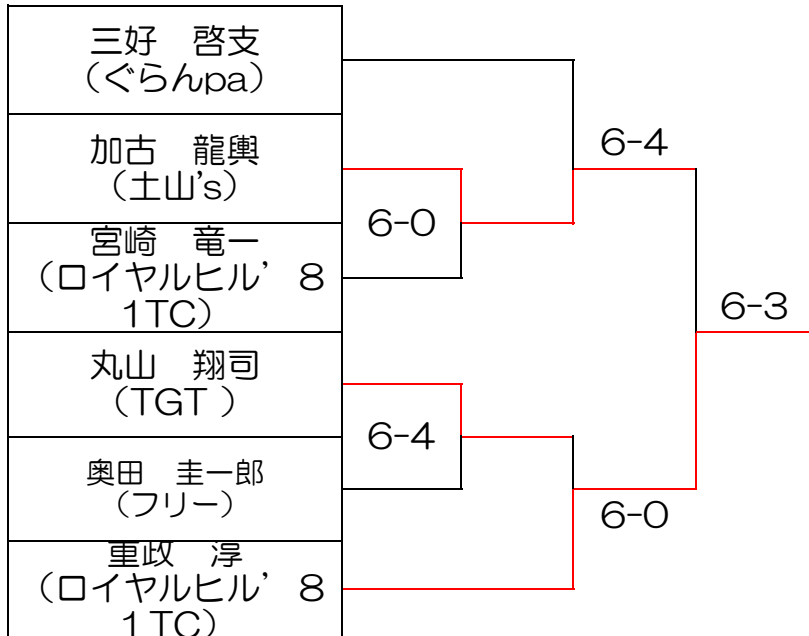 三好　啓支
（ぐらんpa）
加古　龍輿
（土山's）
宮崎　竜一
（ロイヤルヒル’８
1TC）
丸山　翔司
（TGT ）
奥田　圭一郎
（フリー）
重政　淳
（ロイヤルヒル’８
１TC）
6-0
6-4
6-4
6-0
6-3